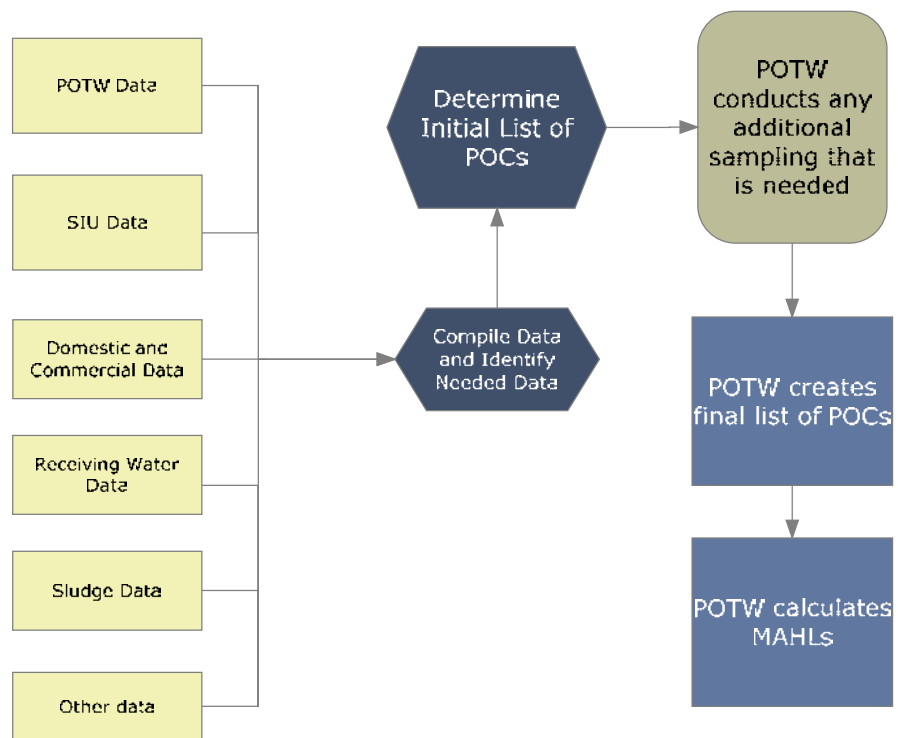 POTW Data
SIU Data
Domestic and
Commercial Data
Receiving Water
Data
Sludge Data
Other data
Compile Data
and Identify
Needed Data
Determine
Initial List of
POCs
POTW
conducts any
additional
sampling that
is needed
POTW creates
final list of POCs
POTW calculates
MAHLs